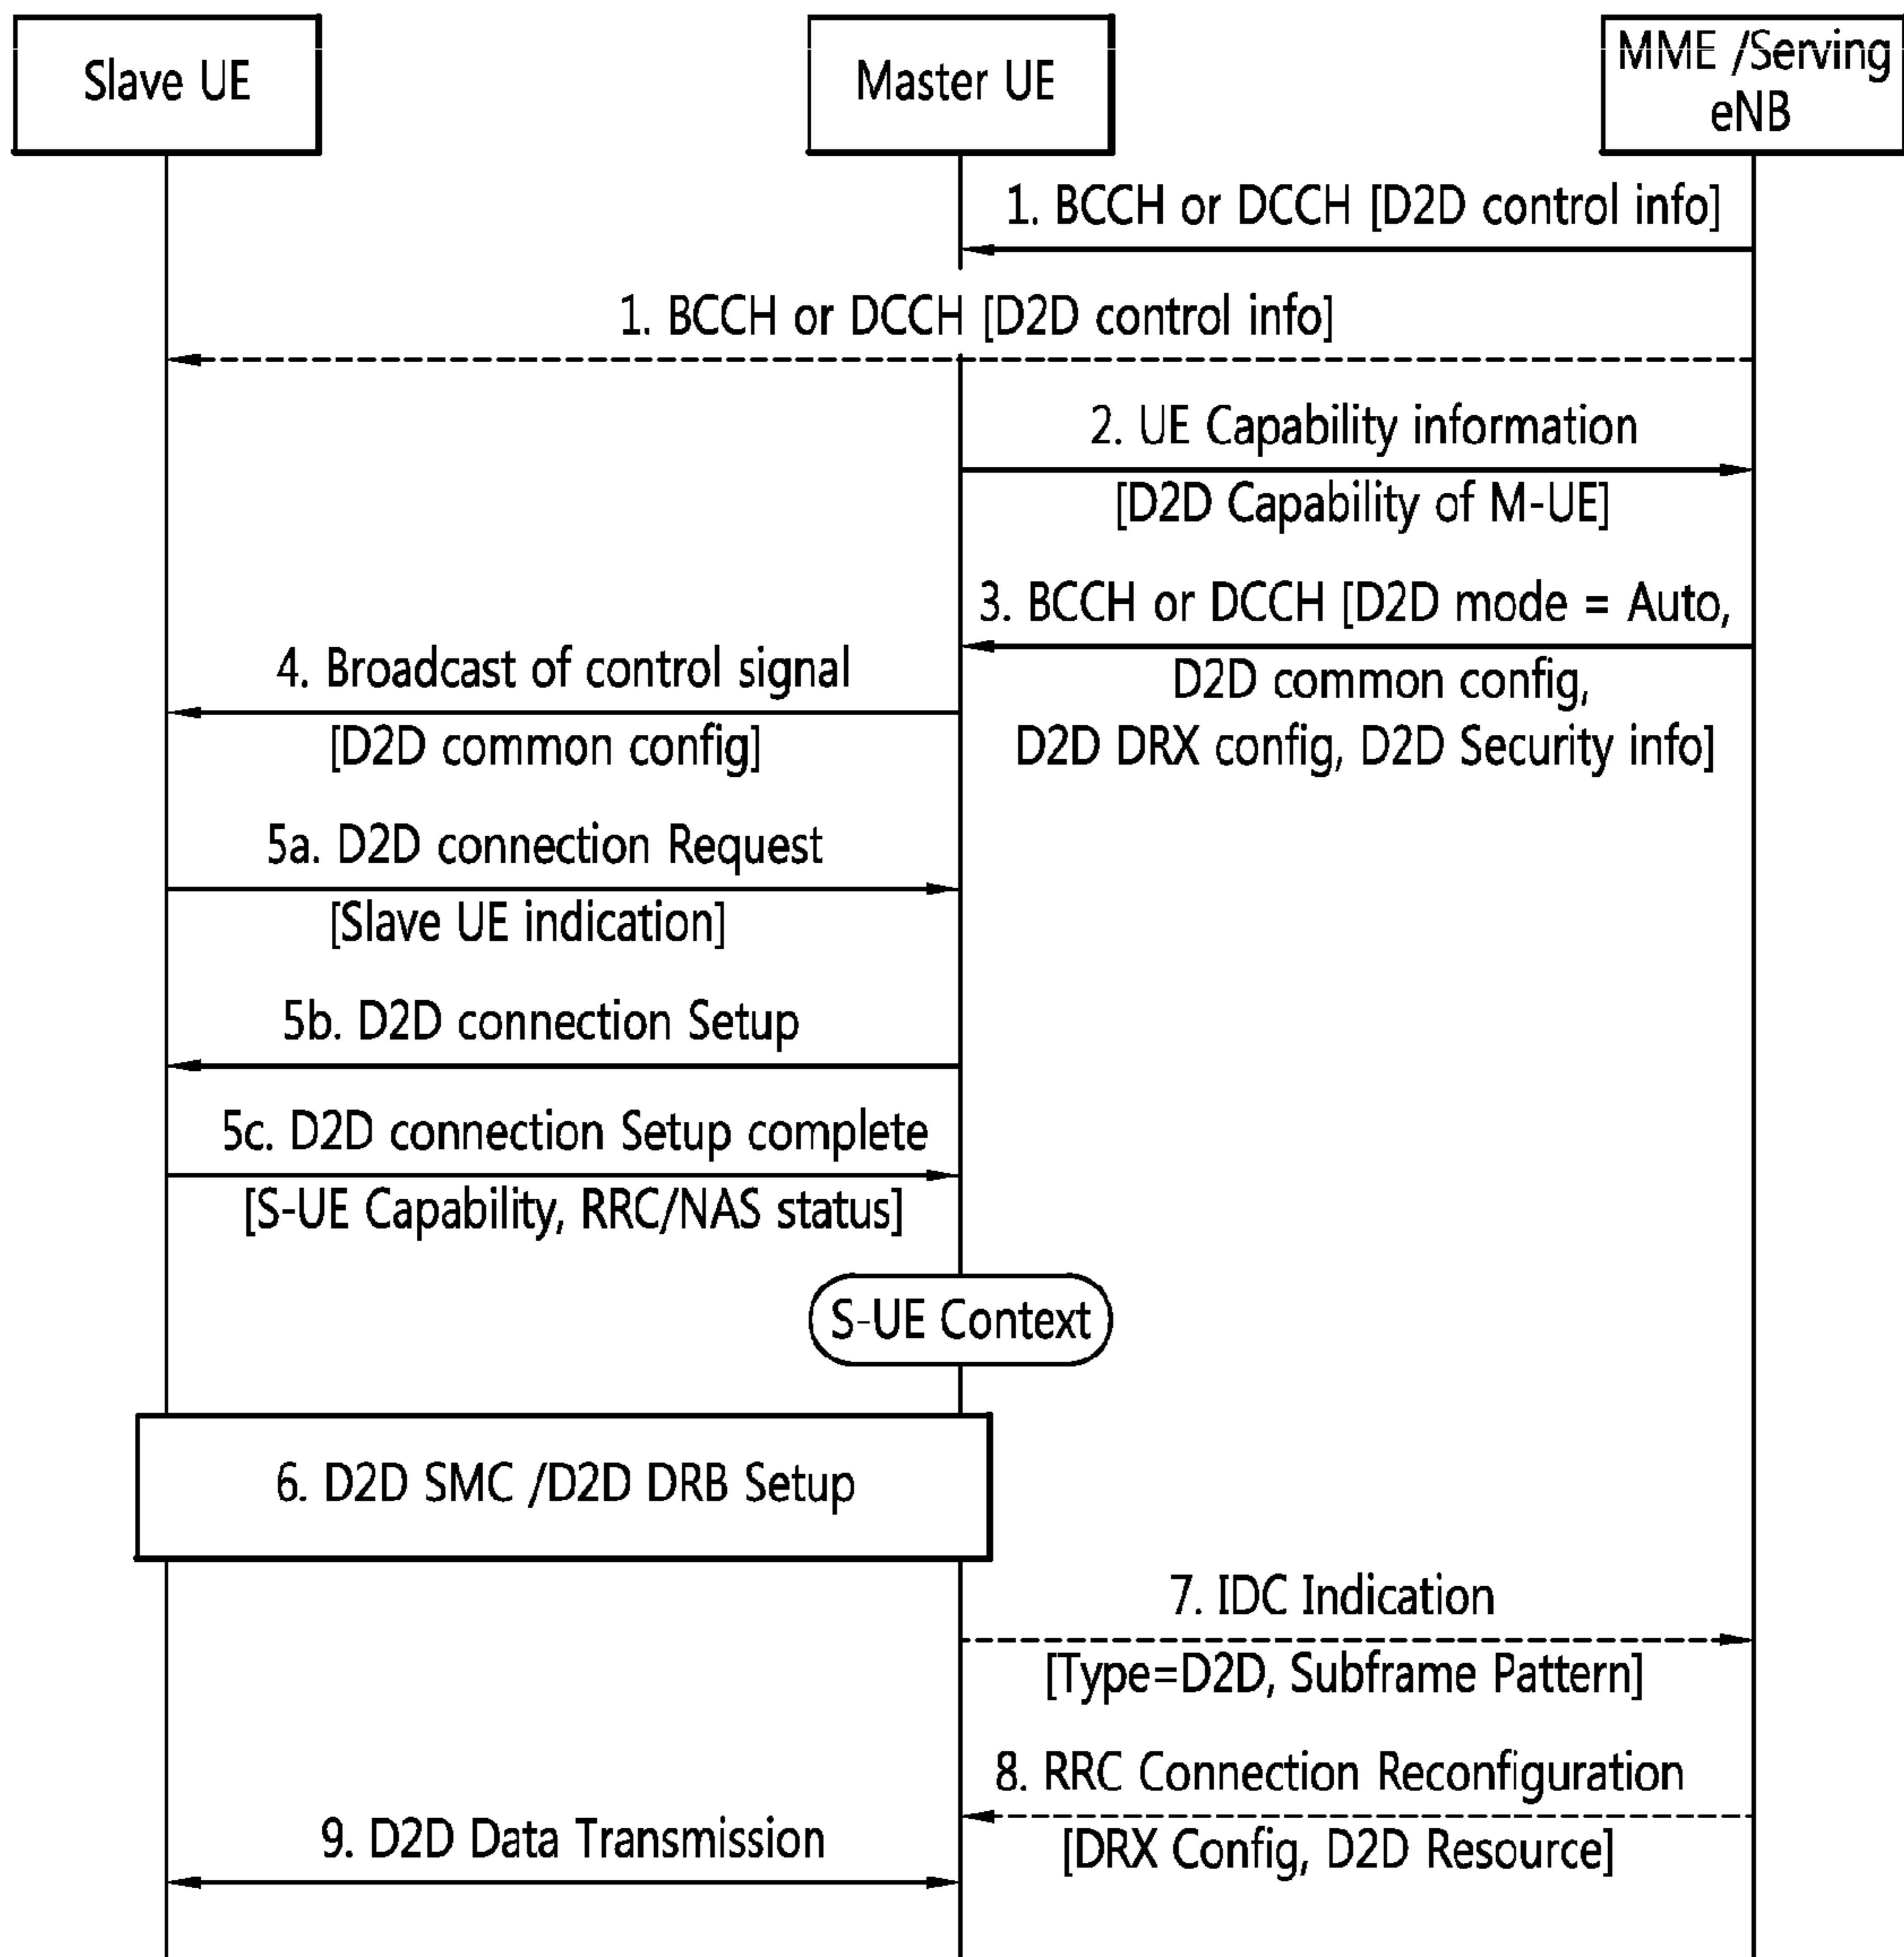 Slave UE
Master UE
MME /Serving
eNB
1. BCCH or DCCH [D2D control info]
1. BCCH or DCCH [D2D control info]
2. UE Capability information
[D2D Capability of M-UE]
3. BCCH or DCCH [D2D mode = Auto,
D2D common config,
D2D DRX config, D2D Security info]
4. Broadcast of control signal
[D2D common config]
5a. D2D connection Request
[Slave UE indication]
5b. D2D connection Setup
5c. D2D connection Setup complete
[S-UE Capability, RRC/NAS status]
S-UE Context
6. D2D SMC /D2D DRB Setup
7. IDC Indication
[Type=D2D, Subframe Pattern]
8. RRC Connection Reconfiguration
[DRX Config, D2D Resource]
9. D2D Data Transmission